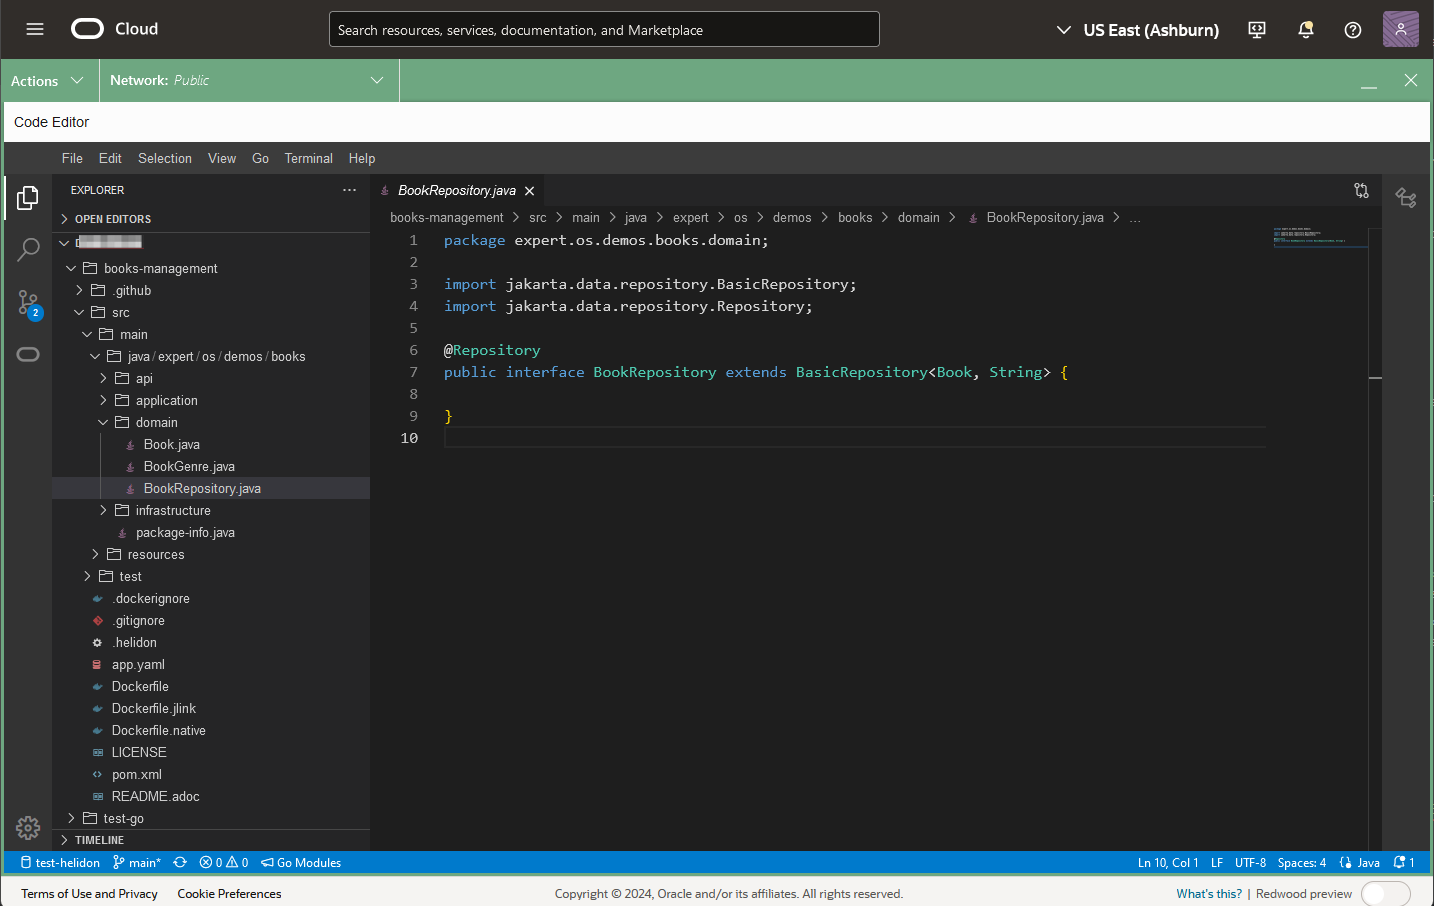 Cloud
Search resources, services, documentation, and Marketplace
US East (Ashburn)
Actions
Network: Public
Code Editor
File Edit Selection View Go Terminal Help
EXPLORER
OPEN EDITORS
books-management
.github
src
main
java/expert/os/demos/books
api
application
domain
Book.java
BookGenre.java
BookRepository.java
infrastructure
package-info.java
resources
test
.dockerignore
.gitignore
.helidon
app.yaml
Dockerfile
Dockerfile.jlink
Dockerfile.native
LICENSE
pom.xml
README.adoc
test-go
TIMELINE
2
BookRepository.java
books-management > src > main > java > expert > os > demos > books > domain > BookRepository.java > ...
1 package expert.os.demos.books.domain;
2
3 import jakarta.data.repository.BasicRepository;
4 import jakarta.data.repository.Repository;
5
6 @Repository
7 public interface BookRepository extends BasicRepository<Book, String> {
8
9 }
10
test-helidon main* 0 0 Go Modules
Ln 10, Col 1 LF UTF-8 Spaces: 4 Java 1
Terms of Use and Privacy Cookie Preferences
Copyright © 2024, Oracle and/or its affiliates. All rights reserved.
What's this? | Redwood preview